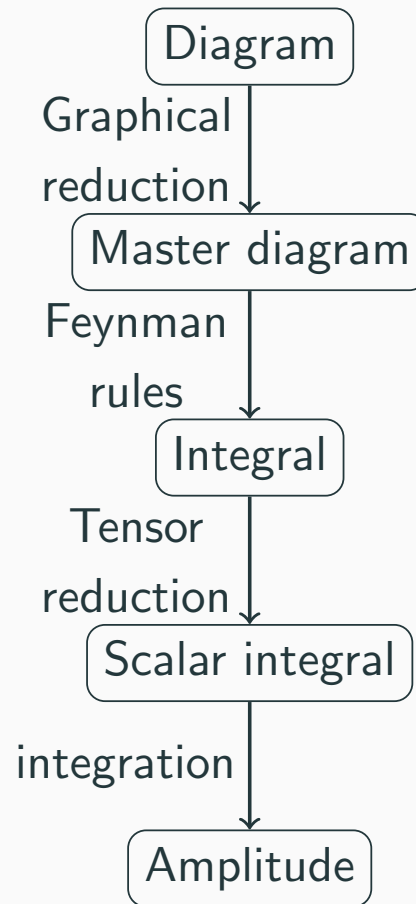 Diagram
Graphical
reduction
Master diagram
Feynman
rules
Integral
Tensor
reduction
Scalar integral
integration
Amplitude